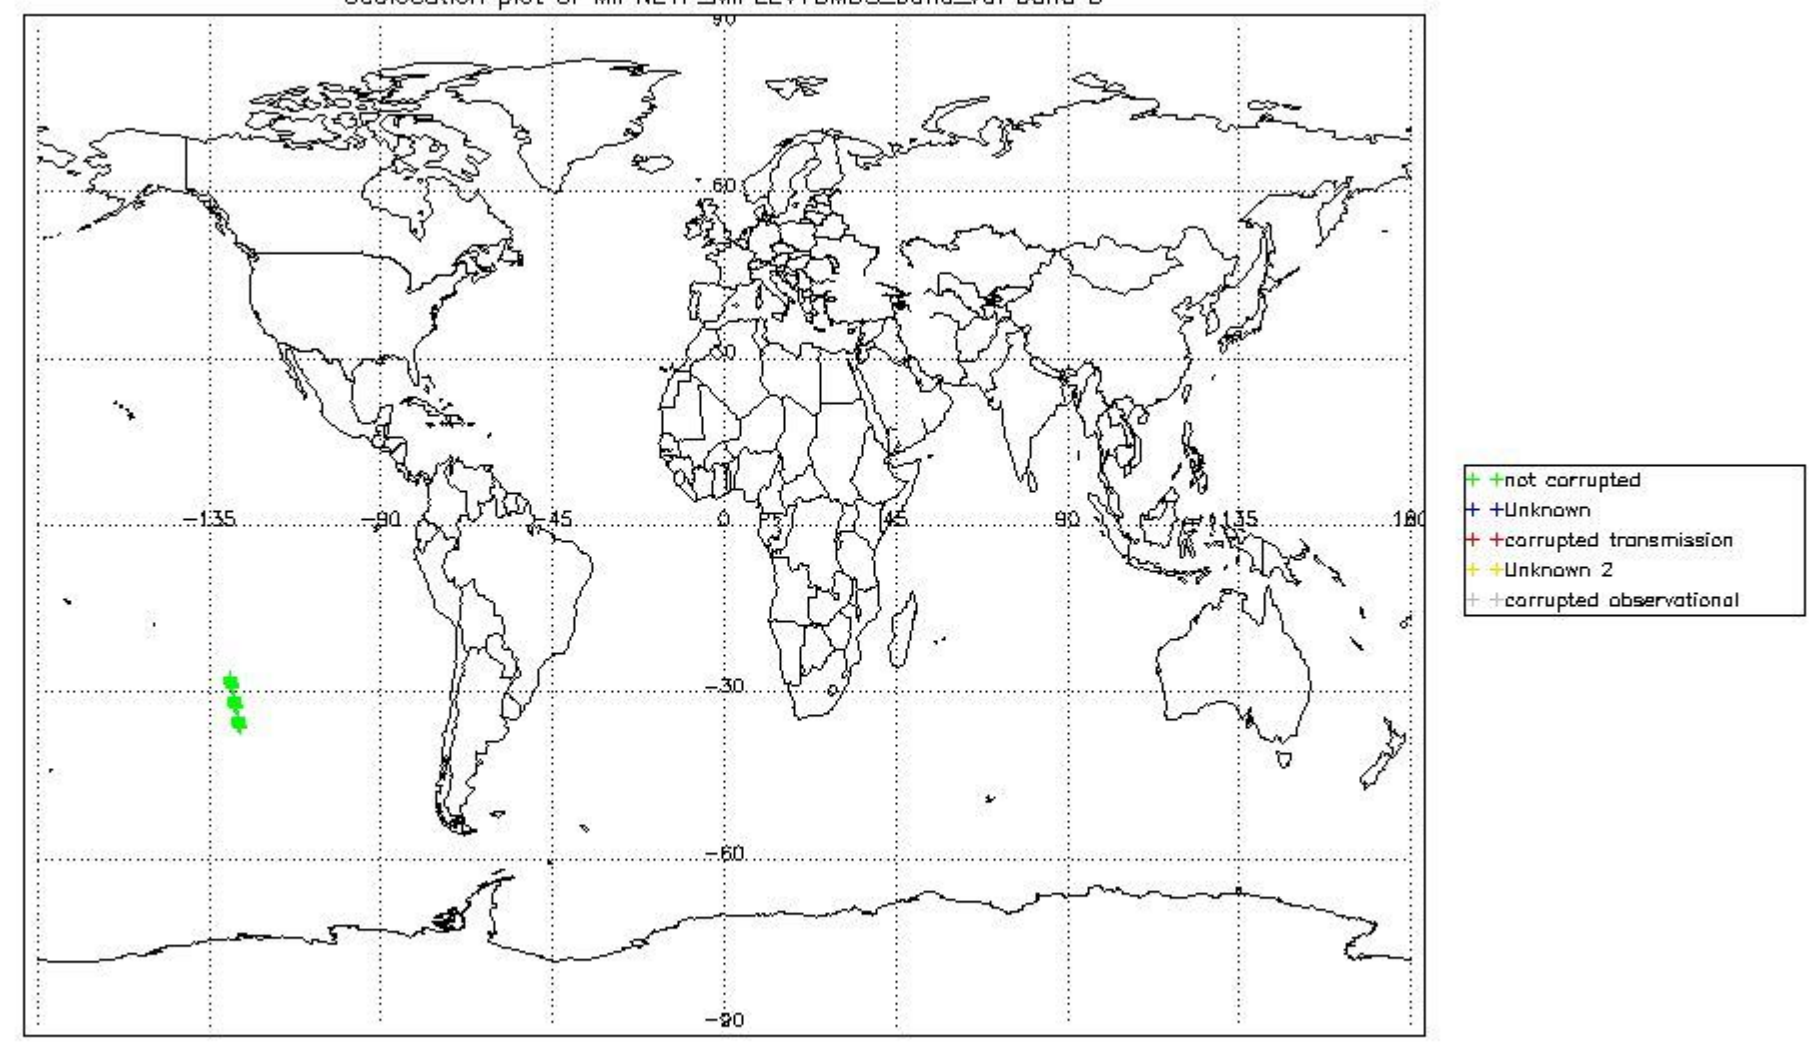 90
60
30
-135 -90 -45 0 45 90 135 180
-30
-60
-90
not corrupted
Unknown
corrupted transmission
Unknown 2
corrupted observational